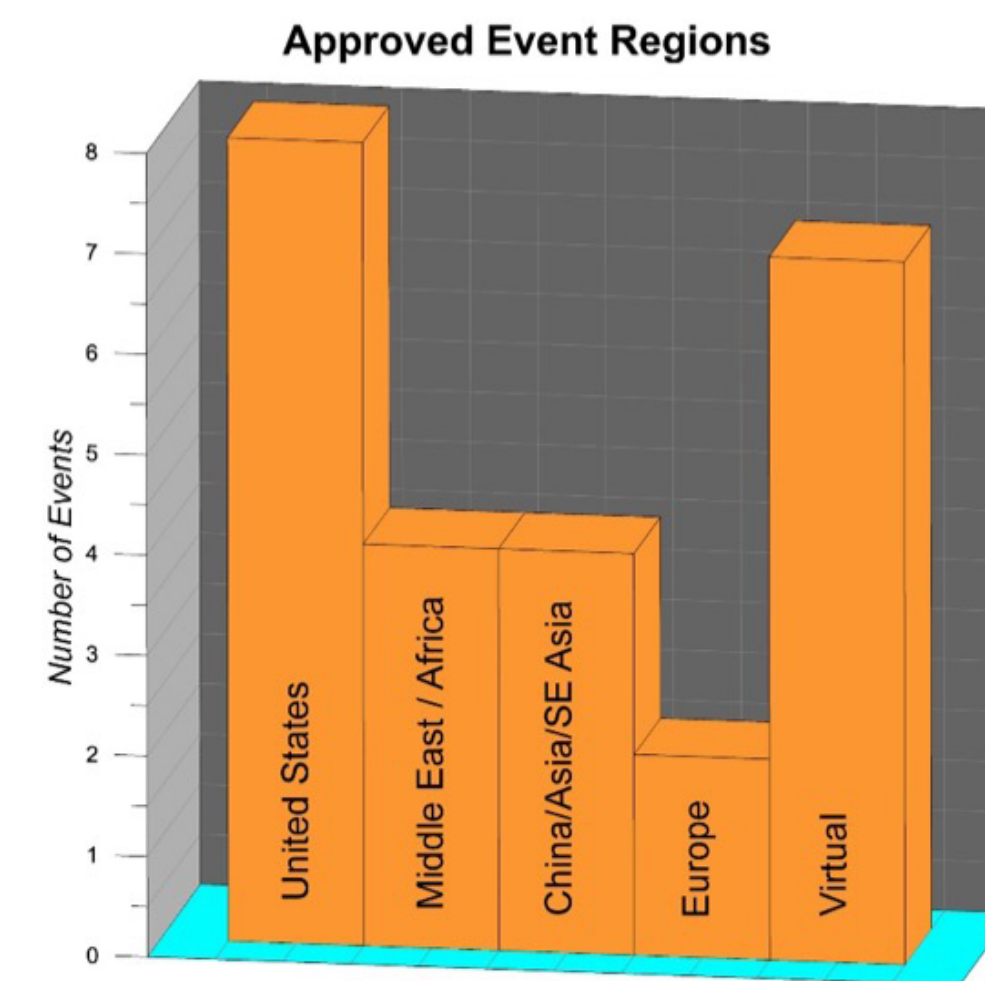 Approved Event Regions
Number of Events
8
7
6
5
4
3
2
1
0
United States
Middle East / Africa
China/Asia/SE Asia
Europe
Virtual